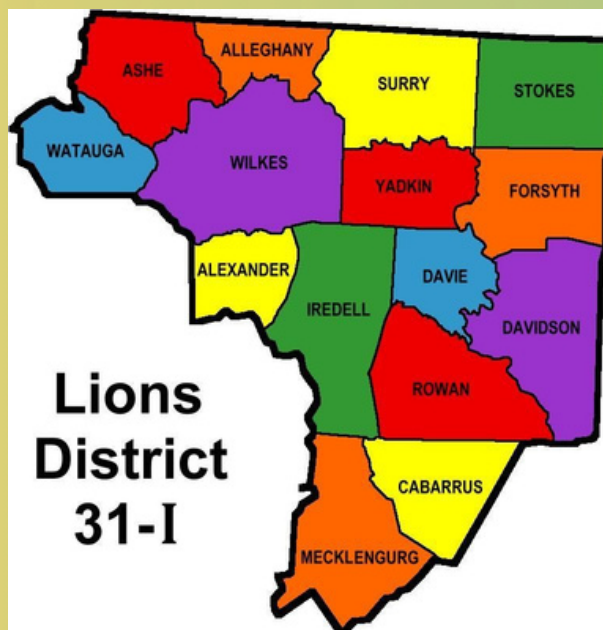 ALLEGHANY
ASHE
SURRY
STOKES
WATAUGA
WILKES
YADKIN
FORSYTH
ALEXANDER
DAVIE
IREDELL
DAVIDSON
ROWAN
Lions
District
31-I
CABARRUS
MECKLENGURG